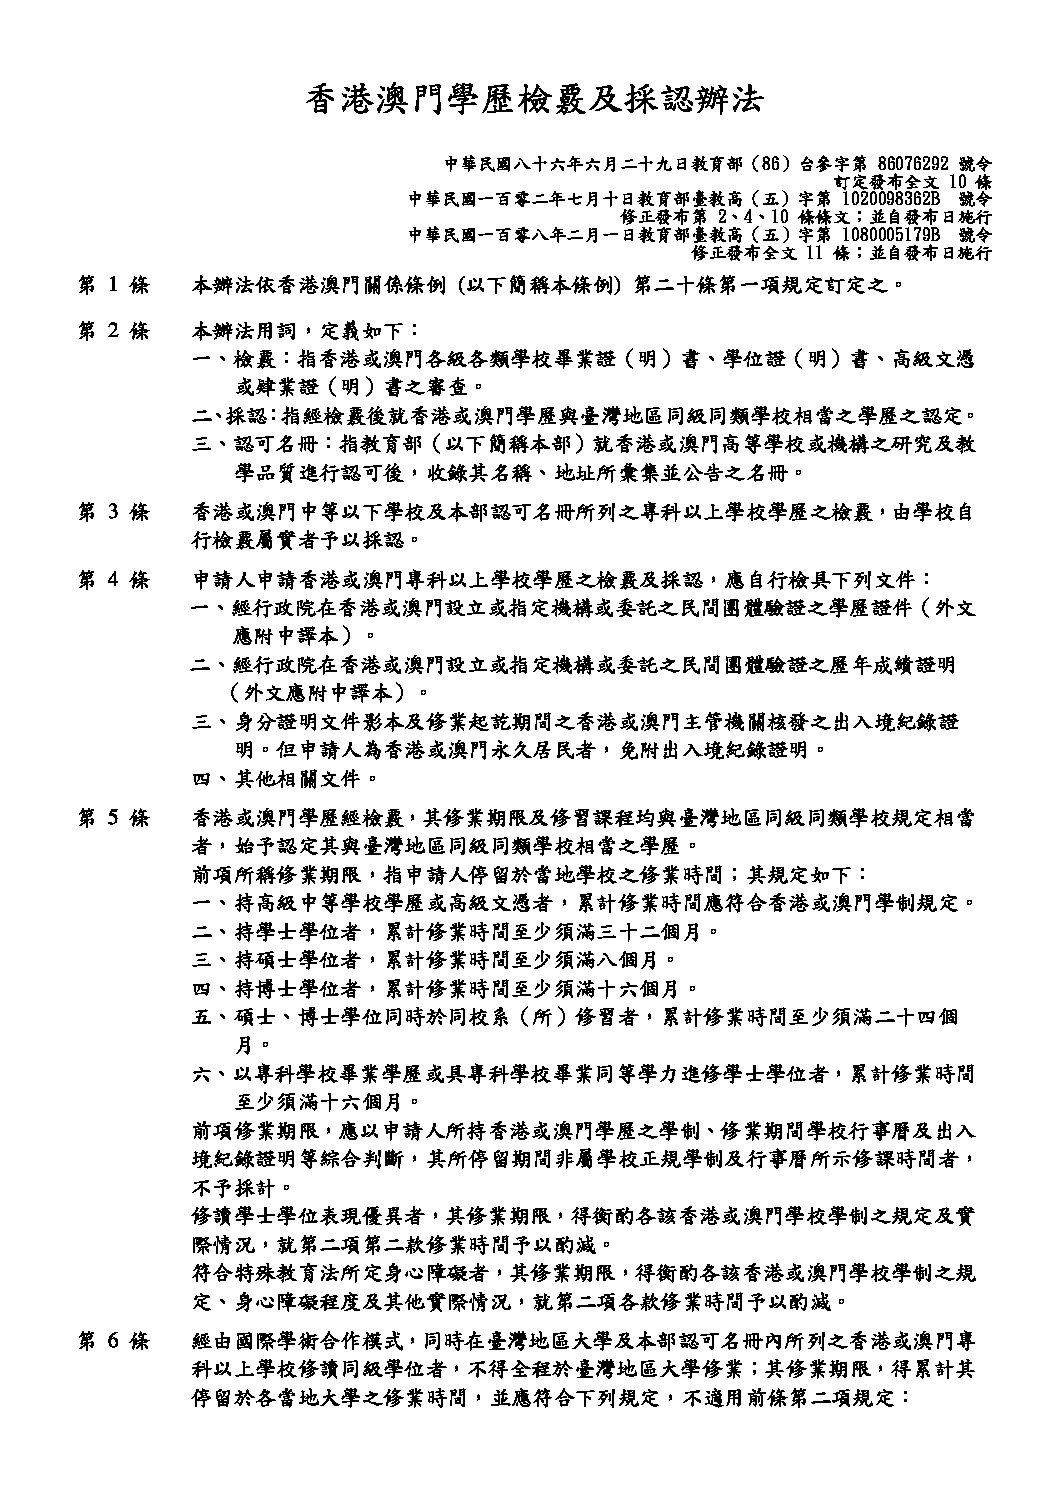 香港澳門學歷檢覈及採認辦法
中華民國八十六年六月二十九日教育部（86）台參字第 86076292 號令
訂定發布全文 10 條
中華民國一百零二年七月十日教育部臺教高（五）字第 1020098362B 號令
修正發布第 2、4、10 條條文；並自發布日施行
中華民國一百零八年二月一日教育部臺教高（五）字第 1080005179B 號令
修正發布全文 11 條；並自發布日施行
第 1 條 本辦法依香港澳門關係條例 (以下簡稱本條例) 第二十條第一項規定訂定之。
第 2 條 本辦法用詞，定義如下：
一、檢覈：指香港或澳門各級各類學校畢業證（明）書、學位證（明）書、高級文憑
或肄業證（明）書之審查。
二、採認：指經檢覈後就香港或澳門學歷與臺灣地區同級同類學校相當之學歷之認定。
三、認可名冊：指教育部（以下簡稱本部）就香港或澳門高等學校或機構之研究及教
學品質進行認可後，收錄其名稱、地址所彙集並公告之名冊。
第 3 條 香港或澳門中等以下學校及本部認可名冊所列之專科以上學校學歷之檢覈，由學校自
行檢覈屬實者予以採認。
第 4 條 申請人申請香港或澳門專科以上學校學歷之檢覈及採認，應自行檢具下列文件：
一、經行政院在香港或澳門設立或指定機構或委託之民間團體驗證之學歷證件（外文
應附中譯本）。
二、經行政院在香港或澳門設立或指定機構或委託之民間團體驗證之歷年成績證明
（外文應附中譯本）。
三、身分證明文件影本及修業起訖期間之香港或澳門主管機關核發之出入境紀錄證
明。但申請人為香港或澳門永久居民者，免附出入境紀錄證明。
四、其他相關文件。
第 5 條 香港或澳門學歷經檢覈，其修業期限及修習課程均與臺灣地區同級同類學校規定相當
者，始予認定其與臺灣地區同級同類學校相當之學歷。
前項所稱修業期限，指申請人停留於當地學校之修業時間；其規定如下：
一、持高級中等學校學歷或高級文憑者，累計修業時間應符合香港或澳門學制規定。
二、持學士學位者，累計修業時間至少須滿三十二個月。
三、持碩士學位者，累計修業時間至少須滿八個月。
四、持博士學位者，累計修業時間至少須滿十六個月。
五、碩士、博士學位同時於同校系（所）修習者，累計修業時間至少須滿二十四個
月。
六、以專科學校畢業學歷或具專科學校畢業同等學力進修學士學位者，累計修業時間
至少須滿十六個月。
前項修業期限，應以申請人所持香港或澳門學歷之學制、修業期間學校行事曆及出入
境紀錄證明等綜合判斷，其所停留期間非屬學校正規學制及行事曆所示修課時間者，
不予採計。
修讀學士學位表現優異者，其修業期限，得衡酌各該香港或澳門學校學制之規定及實
際情況，就第二項第二款修業時間予以酌減。
符合特殊教育法所定身心障礙者，其修業期限，得衡酌各該香港或澳門學校學制之規
定、身心障礙程度及其他實際情況，就第二項各款修業時間予以酌減。
第 6 條 經由國際學術合作模式，同時在臺灣地區大學及本部認可名冊內所列之香港或澳門專
科以上學校修讀同級學位者，不得全程於臺灣地區大學修業；其修業期限，得累計其
停留於各當地大學之修業時間，並應符合下列規定，不適用前條第二項規定：